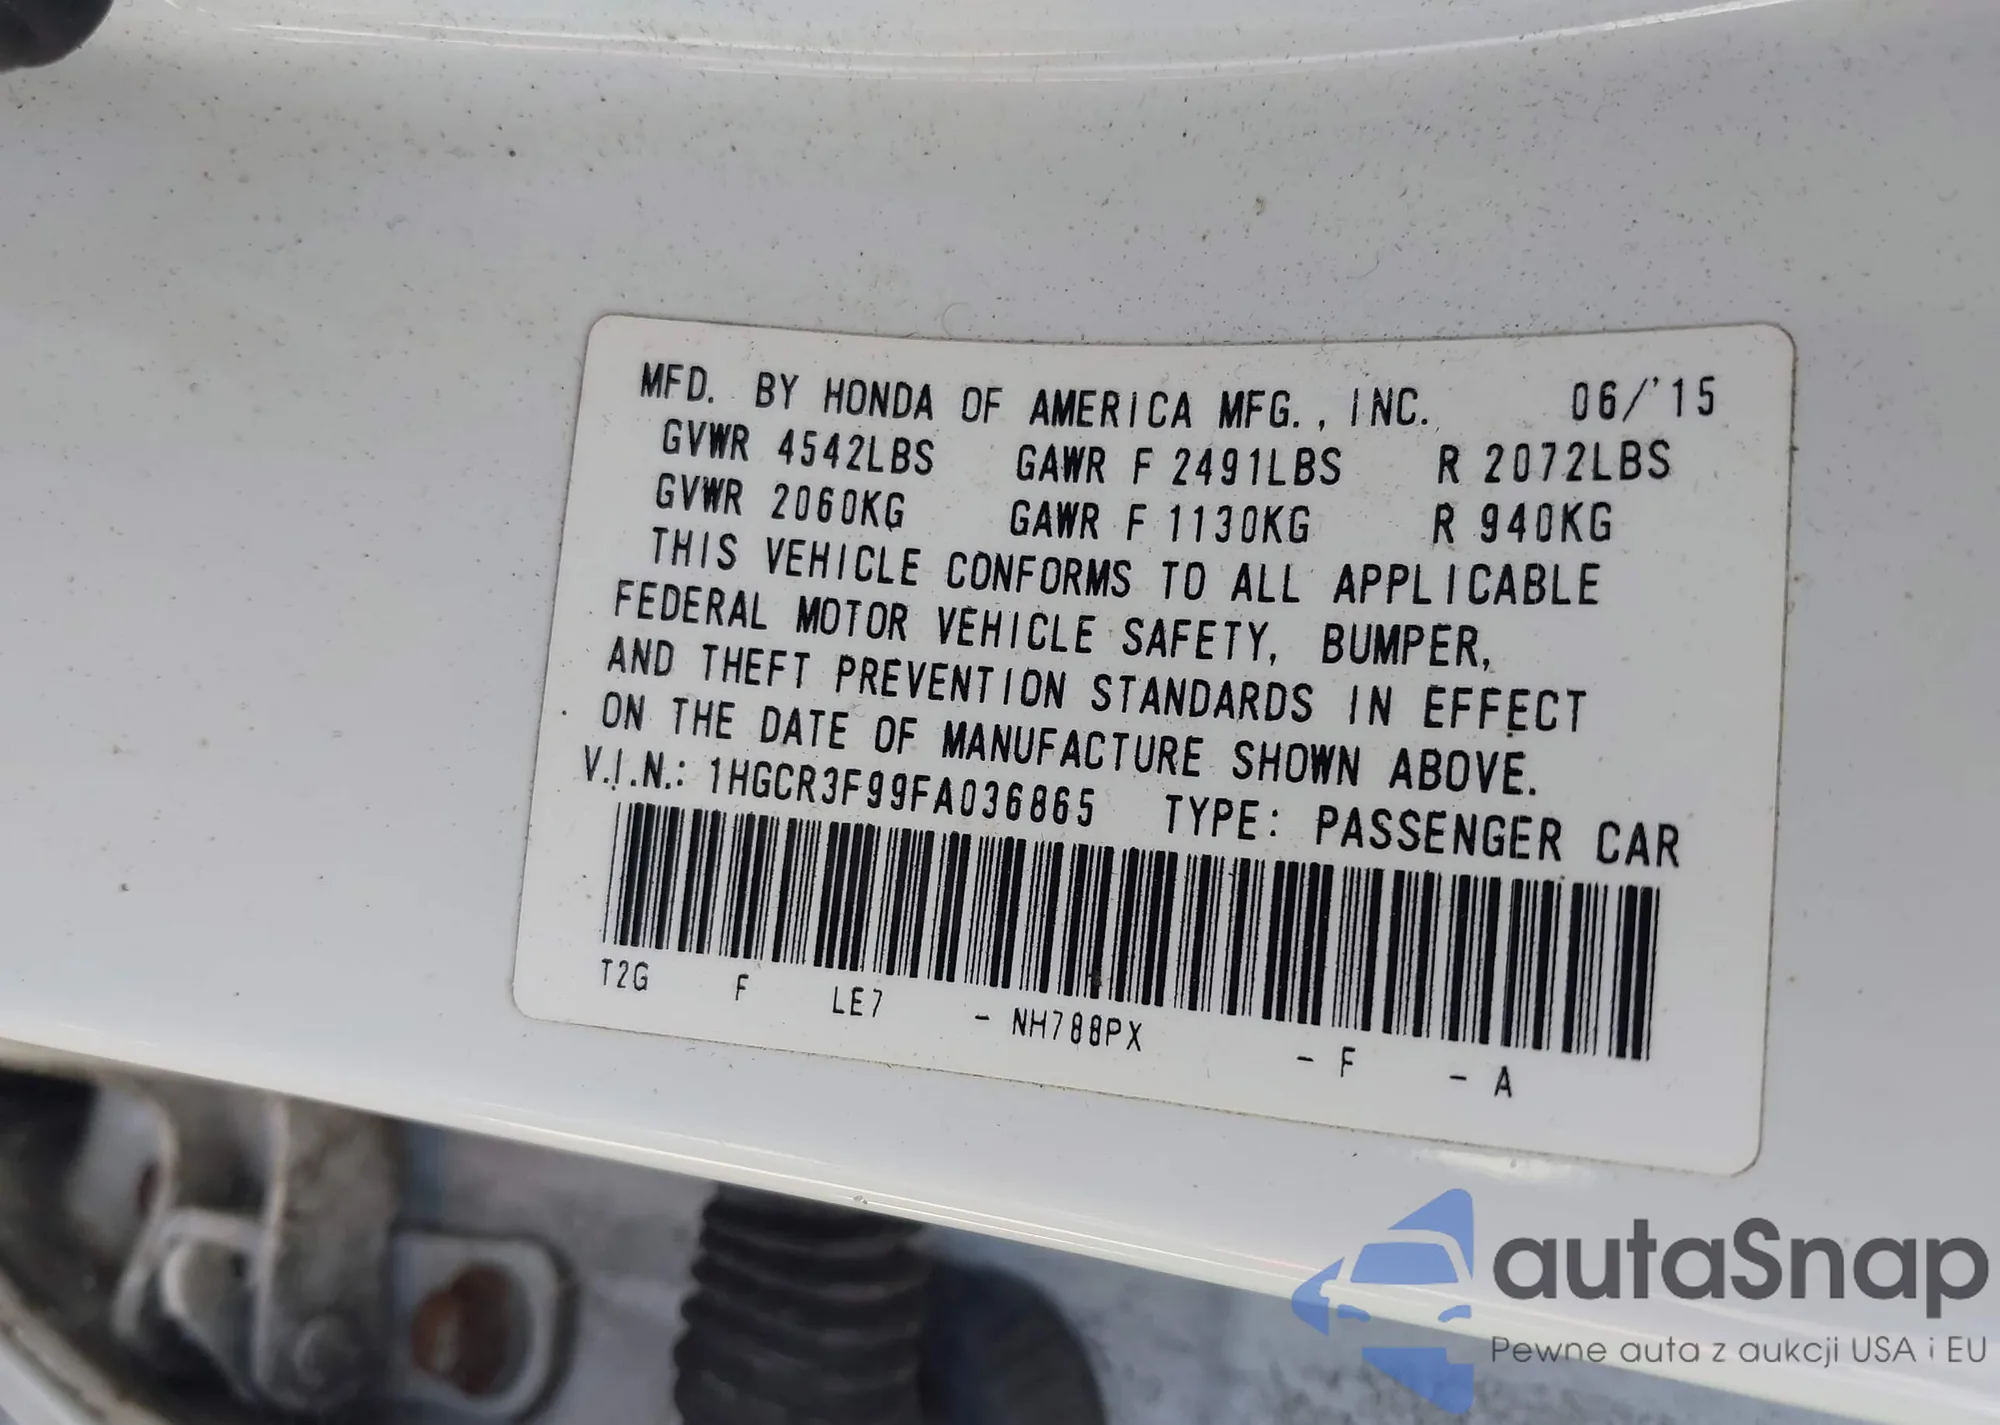 MFD. BY HONDA OF AMERICA MFG., INC. 06/'15
GVWR 4542LBS GAWR F 2491LBS R 2072LBS
GVWR 2060KG GAWR F 1130KG R 940KG
THIS VEHICLE CONFORMS TO ALL APPLICABLE
FEDERAL MOTOR VEHICLE SAFETY, BUMPER,
AND THEFT PREVENTION STANDARDS IN EFFECT
ON THE DATE OF MANUFACTURE SHOWN ABOVE.
V.I.N.: 1HGCR3F99FA036865 TYPE: PASSENGER CAR
T2G F LE7 - NH788PX - F - A
autaSnap
Pewne auta z aukcji USA i EU